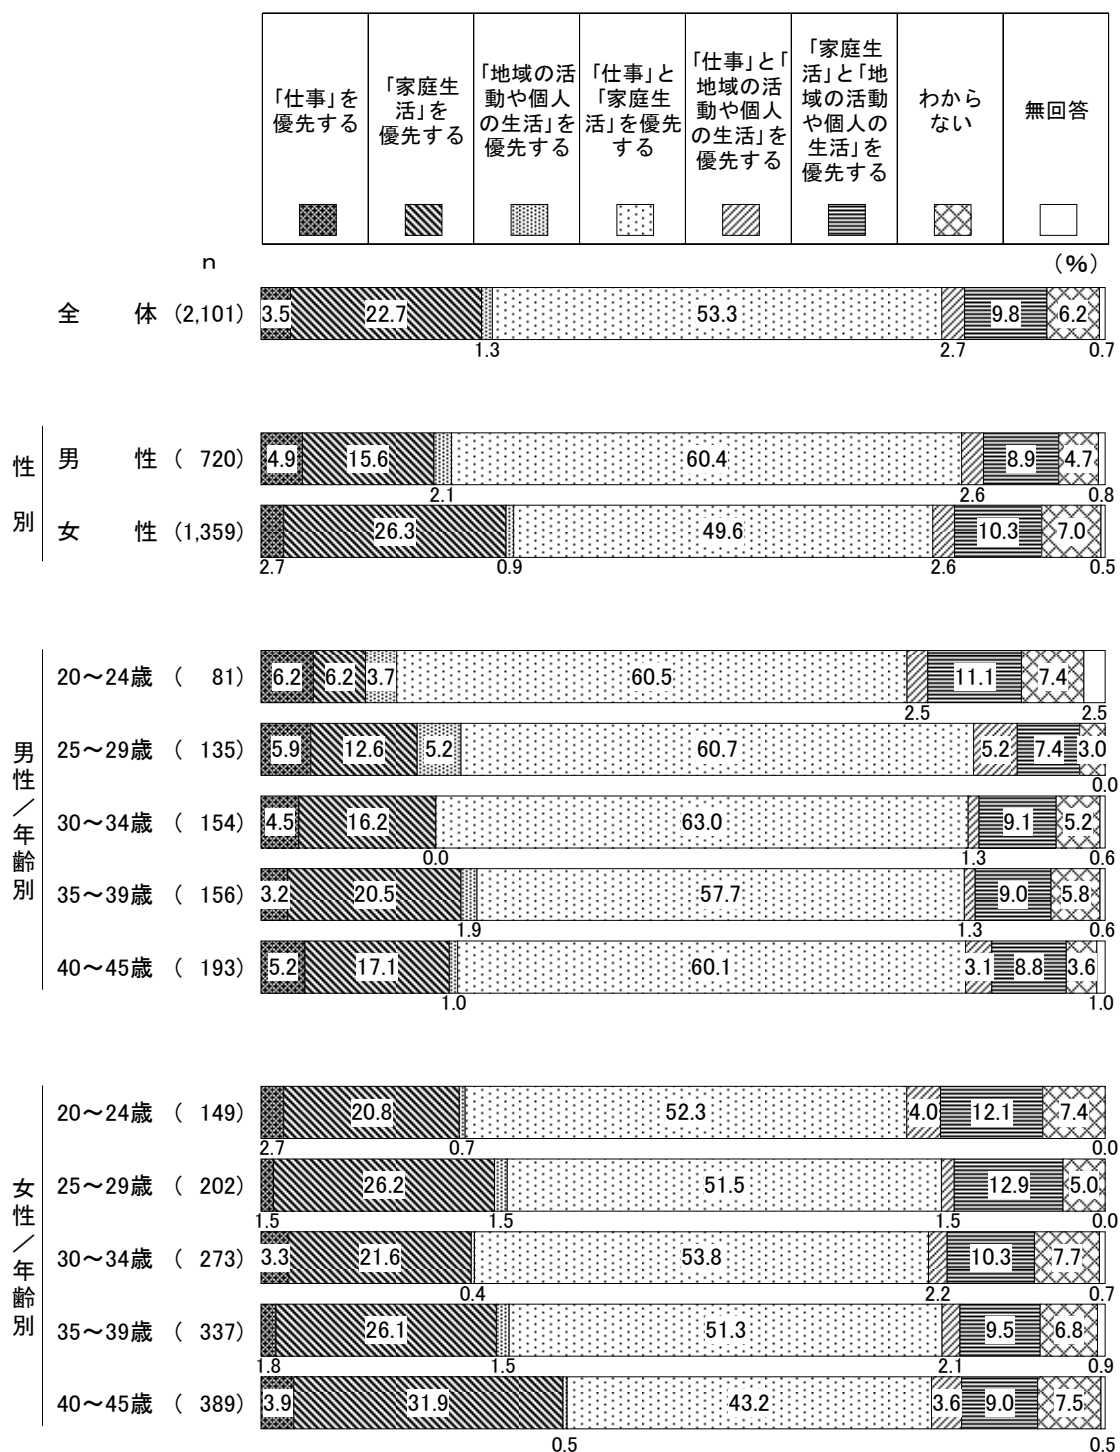 「仕事」を
優先する
「家庭生
活」を
優先する
「地域の活
動や個人
の生活」を
優先する
「仕事」と
「家庭生
活」を優先
する
「仕事」と「
地域の活
動や個人
の生活」を
優先する
「家庭生
活」と「地
域の活動
や個人の
生活」を
優先する
わから
ない
無回答
n
（%）
全 体 (2,101) 3.5 22.7 53.3 9.8 6.2
1.3 2.7 0.7
性別
男 性 ( 720) 4.9 15.6 60.4 8.9 4.7
2.1 2.6 0.8
女 性 (1,359) 26.3 49.6 10.3 7.0
2.7 0.9 2.6 0.5
男性／年齢別
20～24歳 ( 81) 6.2 6.2 3.7 60.5 11.1 7.4
2.5 2.5
25～29歳 ( 135) 5.9 12.6 5.2 60.7 5.2 7.4 3.0
0.0
30～34歳 ( 154) 4.5 16.2 63.0 9.1 5.2
0.0 1.3 0.6
35～39歳 ( 156) 3.2 20.5 57.7 9.0 5.8
1.9 1.3 0.6
40～45歳 ( 193) 5.2 17.1 60.1 3.1 8.8 3.6
1.0 1.0
女性／年齢別
20～24歳 ( 149) 20.8 52.3 4.0 12.1 7.4
2.7 0.7 0.0
25～29歳 ( 202) 26.2 51.5 12.9 5.0
1.5 1.5 1.5 0.0
30～34歳 ( 273) 3.3 21.6 53.8 10.3 7.7
0.4 2.2 0.7
35～39歳 ( 337) 26.1 51.3 9.5 6.8
1.8 1.5 2.1 0.9
40～45歳 ( 389) 3.9 31.9 43.2 3.6 9.0 7.5
0.5 0.5